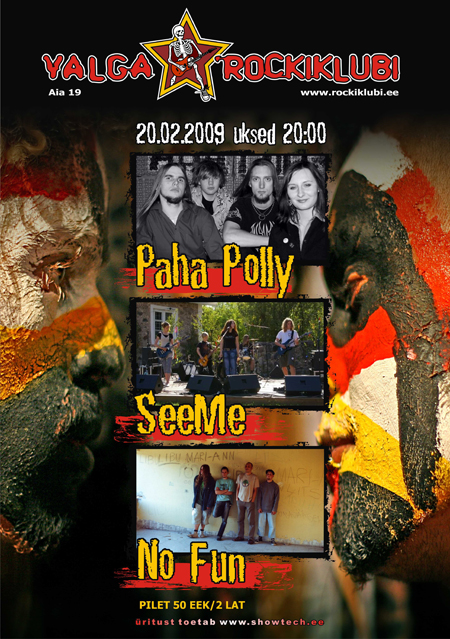 VALGA ROCKIKLUBI
Aia 19 www.rockiklubi.ee
20.02.2009 uksed 20:00
Paha Polly
SeeMe
No Fun
PILET 50 EEK/2 LAT
üritust toetab www.showtech.ee